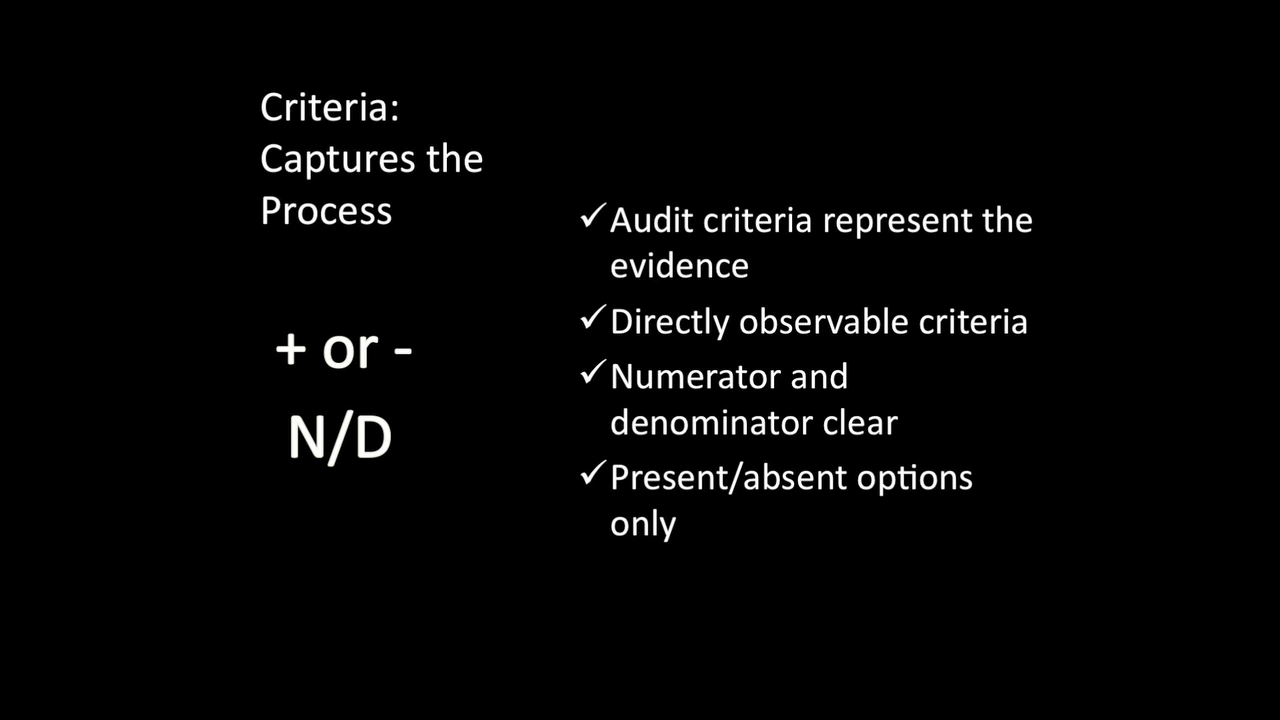 Criteria:
Captures the
Process
+ or -
N/D
✓Audit criteria represent the
evidence
✓Directly observable criteria
✓Numerator and
denominator clear
✓Present/absent options
only